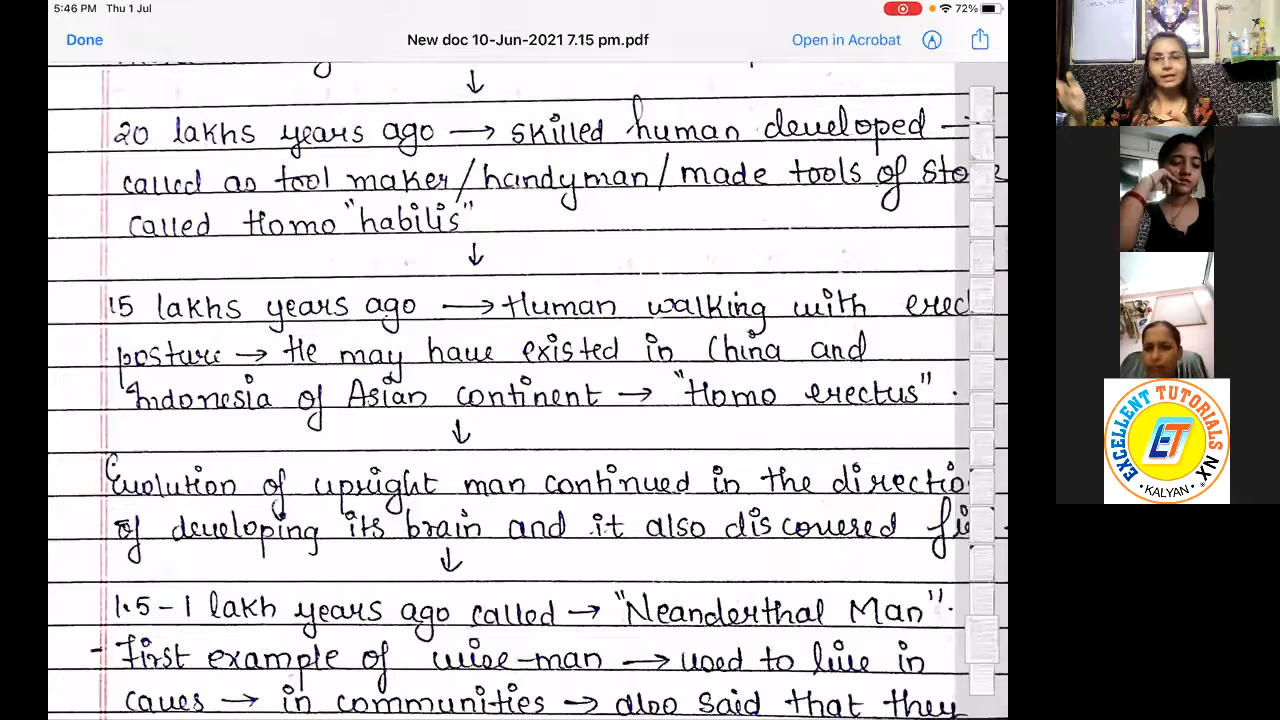 5:46 PM Thu 1 Jul
72%
Done
New doc 10-Jun-2021 7.15 pm.pdf
Open in Acrobat
20 lakhs years ago → skilled human developed →
called as tool maker/handyman/made tools of
called Homo "habilis"
↓
15 lakhs years ago → Human walking with erec
posture → He may have existed in China and
Indonesia of Asian continent → "Homo erectus".
↓
Evolution of upright man continued in the directio
of developing its brain and it also discovered
↓
1.5-1 lakh years ago called → "Neanderthal Man".
- First example of wise-man → used to live in
caves → in communities → also said that they
EXCELLENT TUTORIALS
ET
KALYAN